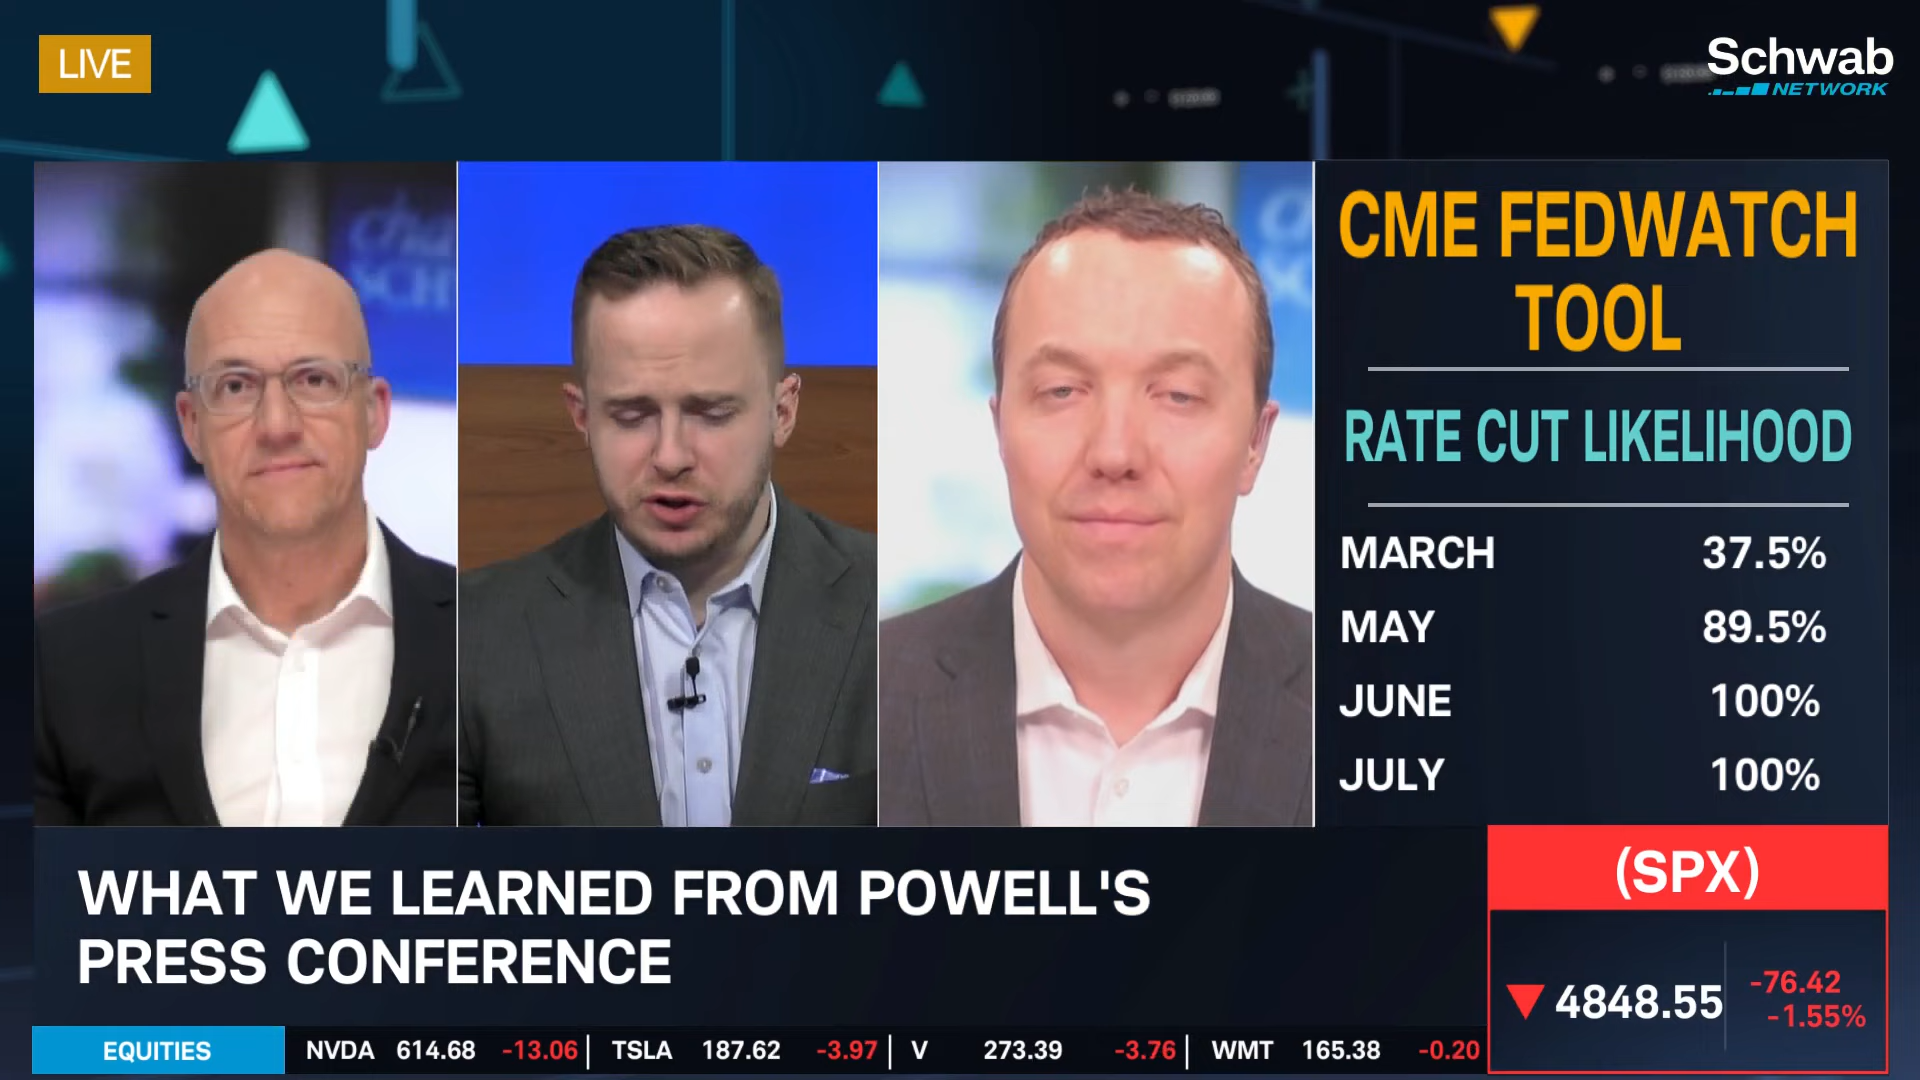 LIVE
Schwab
NETWORK
CME FEDWATCH
TOOL
RATE CUT LIKELIHOOD
MARCH 37.5%
MAY 89.5%
JUNE 100%
JULY 100%
WHAT WE LEARNED FROM POWELL'S
PRESS CONFERENCE
(SPX)
4848.55 -76.42
-1.55%
EQUITIES NVDA 614.68 -13.06 TSLA 187.62 -3.97 V 273.39 -3.76 WMT 165.38 -0.20